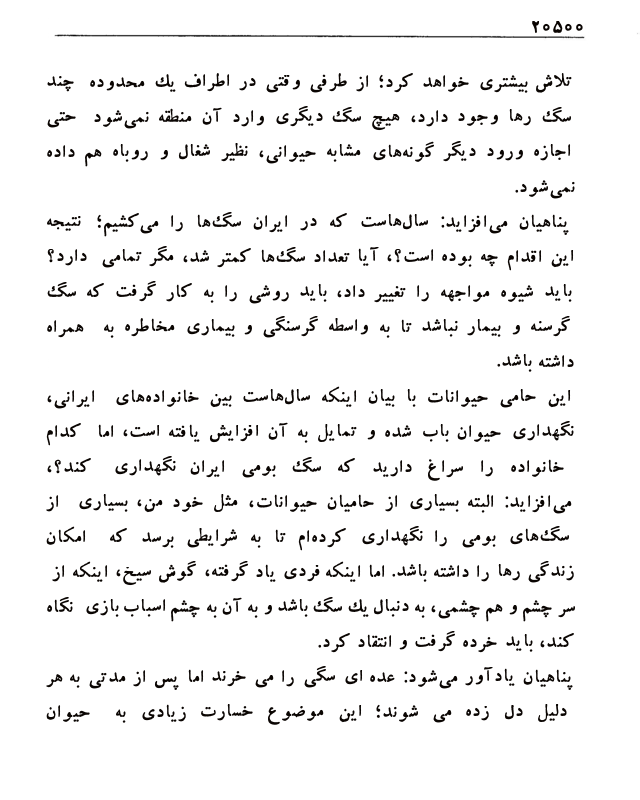 ۲۰۵۰۰
تلاش بیشتری خواهد کرد؛ از طرفی وقتی در اطراف یك محدوده چند
سگ رها وجود دارد، هیچ سگ دیگری وارد آن منطقه نمی‌شود حتی
اجازه ورود دیگر گونه‌های مشابه حیوانی، نظیر شغال و روباه هم داده
نمی‌شود.
پناهیان می‌افزاید: سال‌هاست که در ایران سگ‌ها را می‌کشیم؛ نتیجه
این اقدام چه بوده است؟، آیا تعداد سگ‌ها کمتر شد، مگر تمامی دارد؟
باید شیوه مواجهه را تغییر داد، باید روشی را به کار گرفت که سگ
گرسنه و بیمار نباشد تا به واسطه گرسنگی و بیماری مخاطره به همراه
داشته باشد.
این حامی حیوانات با بیان اینکه سال‌هاست بین خانواده‌های ایرانی،
نگهداری حیوان باب شده و تمایل به آن افزایش یافته است، اما کدام
خانواده را سراغ دارید که سگ بومی ایران نگهداری کند؟،
می‌افزاید: البته بسیاری از حامیان حیوانات، مثل خود من، بسیاری از
سگ‌های بومی را نگهداری کرده‌ام تا به شرایطی برسد که امکان
زندگی رها را داشته باشد. اما اینکه فردی یاد گرفته، گوش سیخ، اینکه از
سر چشم و هم چشمی، به دنبال یك سگ باشد و به آن به چشم اسباب بازی نگاه
کند، باید خرده گرفت و انتقاد کرد.
پناهیان یادآور می‌شود: عده ای سگی را می خرند اما پس از مدتی به هر
دلیل دل زده می شوند؛ این موضوع خسارت زیادی به حیوان